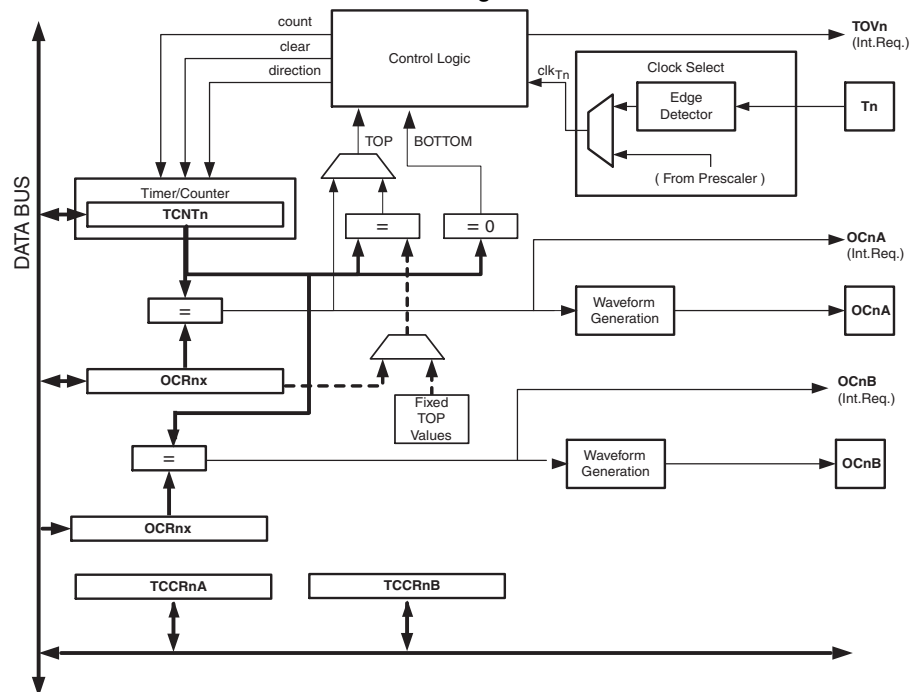 count
clear
direction
Control Logic
TOVn
(Int.Req.)
clkTn
Clock Select
Edge
Detector
Tn
( From Prescaler )
TOP
BOTTOM
DATA BUS
Timer/Counter
TCNTn
=
= 0
OCnA
(Int.Req.)
=
Waveform
Generation
OCnA
OCRnx
Fixed
TOP
Values
OCnB
(Int.Req.)
=
Waveform
Generation
OCnB
OCRnx
TCCRnA
TCCRnB